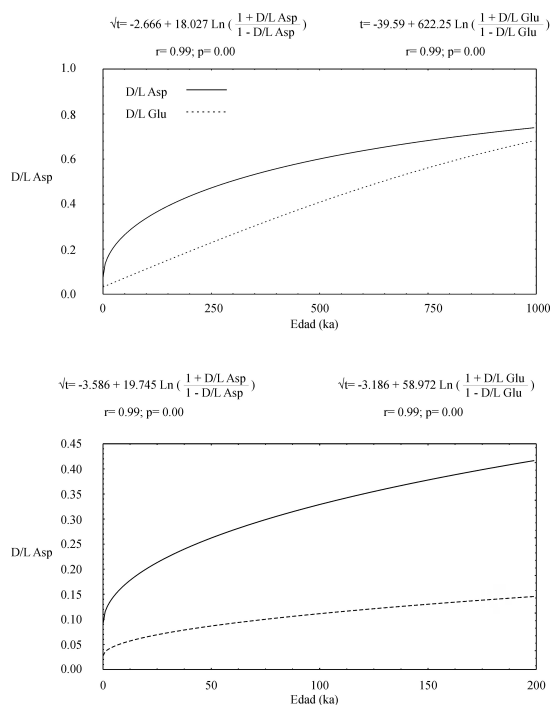 √t= -2.666 + 18.027 Ln ( 1 + D/L Asp / 1 - D/L Asp )
r= 0.99; p= 0.00
t= -39.59 + 622.25 Ln ( 1 + D/L Glu / 1 - D/L Glu )
r= 0.99; p= 0.00
1.0
D/L Asp
D/L Glu
0.8
0.6
D/L Asp
0.4
0.2
0.0
0 250 500 750 1000
Edad (ka)
√t= -3.586 + 19.745 Ln ( 1 + D/L Asp / 1 - D/L Asp )
r= 0.99; p= 0.00
√t= -3.186 + 58.972 Ln ( 1 + D/L Glu / 1 - D/L Glu )
r= 0.99; p= 0.00
0.45
0.40
0.35
0.30
0.25
D/L Asp
0.20
0.15
0.10
0.05
0.00
0 50 100 150 200
Edad (ka)